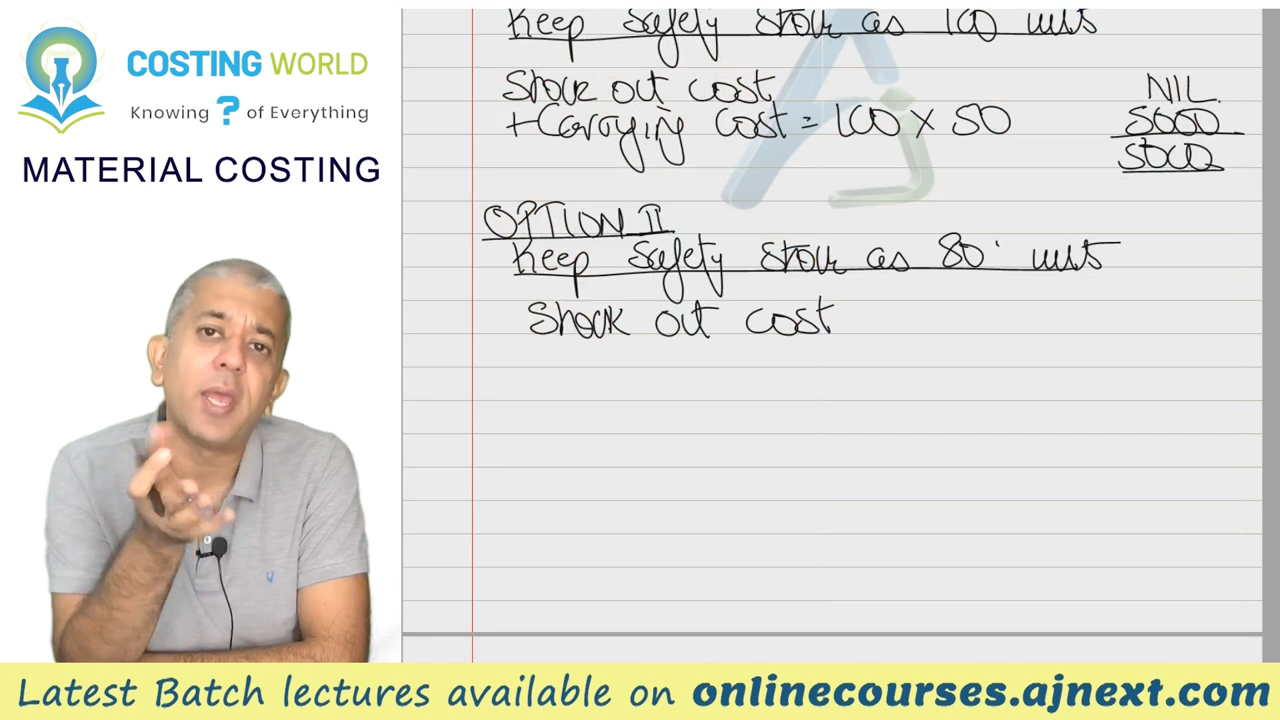 COSTING WORLD
Knowing ? of Everything
MATERIAL COSTING
Keep safety stock as 100 unit
Stock out cost NIL
+Carrying cost = 100 x 50 5000
5000
OPTION II
Keep safety stock as 80 unit
Stock out cost
Latest Batch lectures available on onlinecourses.ajnext.com